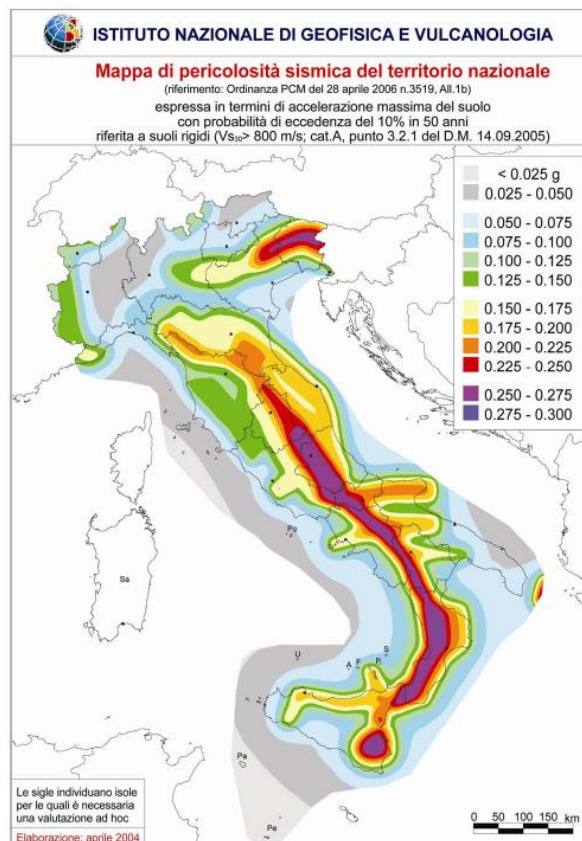 ISTITUTO NAZIONALE DI GEOFISICA E VULCANOLOGIA
Mappa di pericolosità sismica del territorio nazionale
(riferimento: Ordinanza PCM del 28 aprile 2006 n.3519, All.1b)
espressa in termini di accelerazione massima del suolo
con probabilità di eccedenza del 10% in 50 anni
riferita a suoli rigidi (Vs30> 800 m/s; cat.A, punto 3.2.1 del D.M. 14.09.2005)
< 0.025 g
0.025 - 0.050
0.050 - 0.075
0.075 - 0.100
0.100 - 0.125
0.125 - 0.150
0.150 - 0.175
0.175 - 0.200
0.200 - 0.225
0.225 - 0.250
0.250 - 0.275
0.275 - 0.300
Po
Sa
U
A F P S
Pa
Pe
Le sigle individuano isole
per le quali è necessaria
una valutazione ad hoc
Elaborazione: aprile 2004
0 50 100 150 km